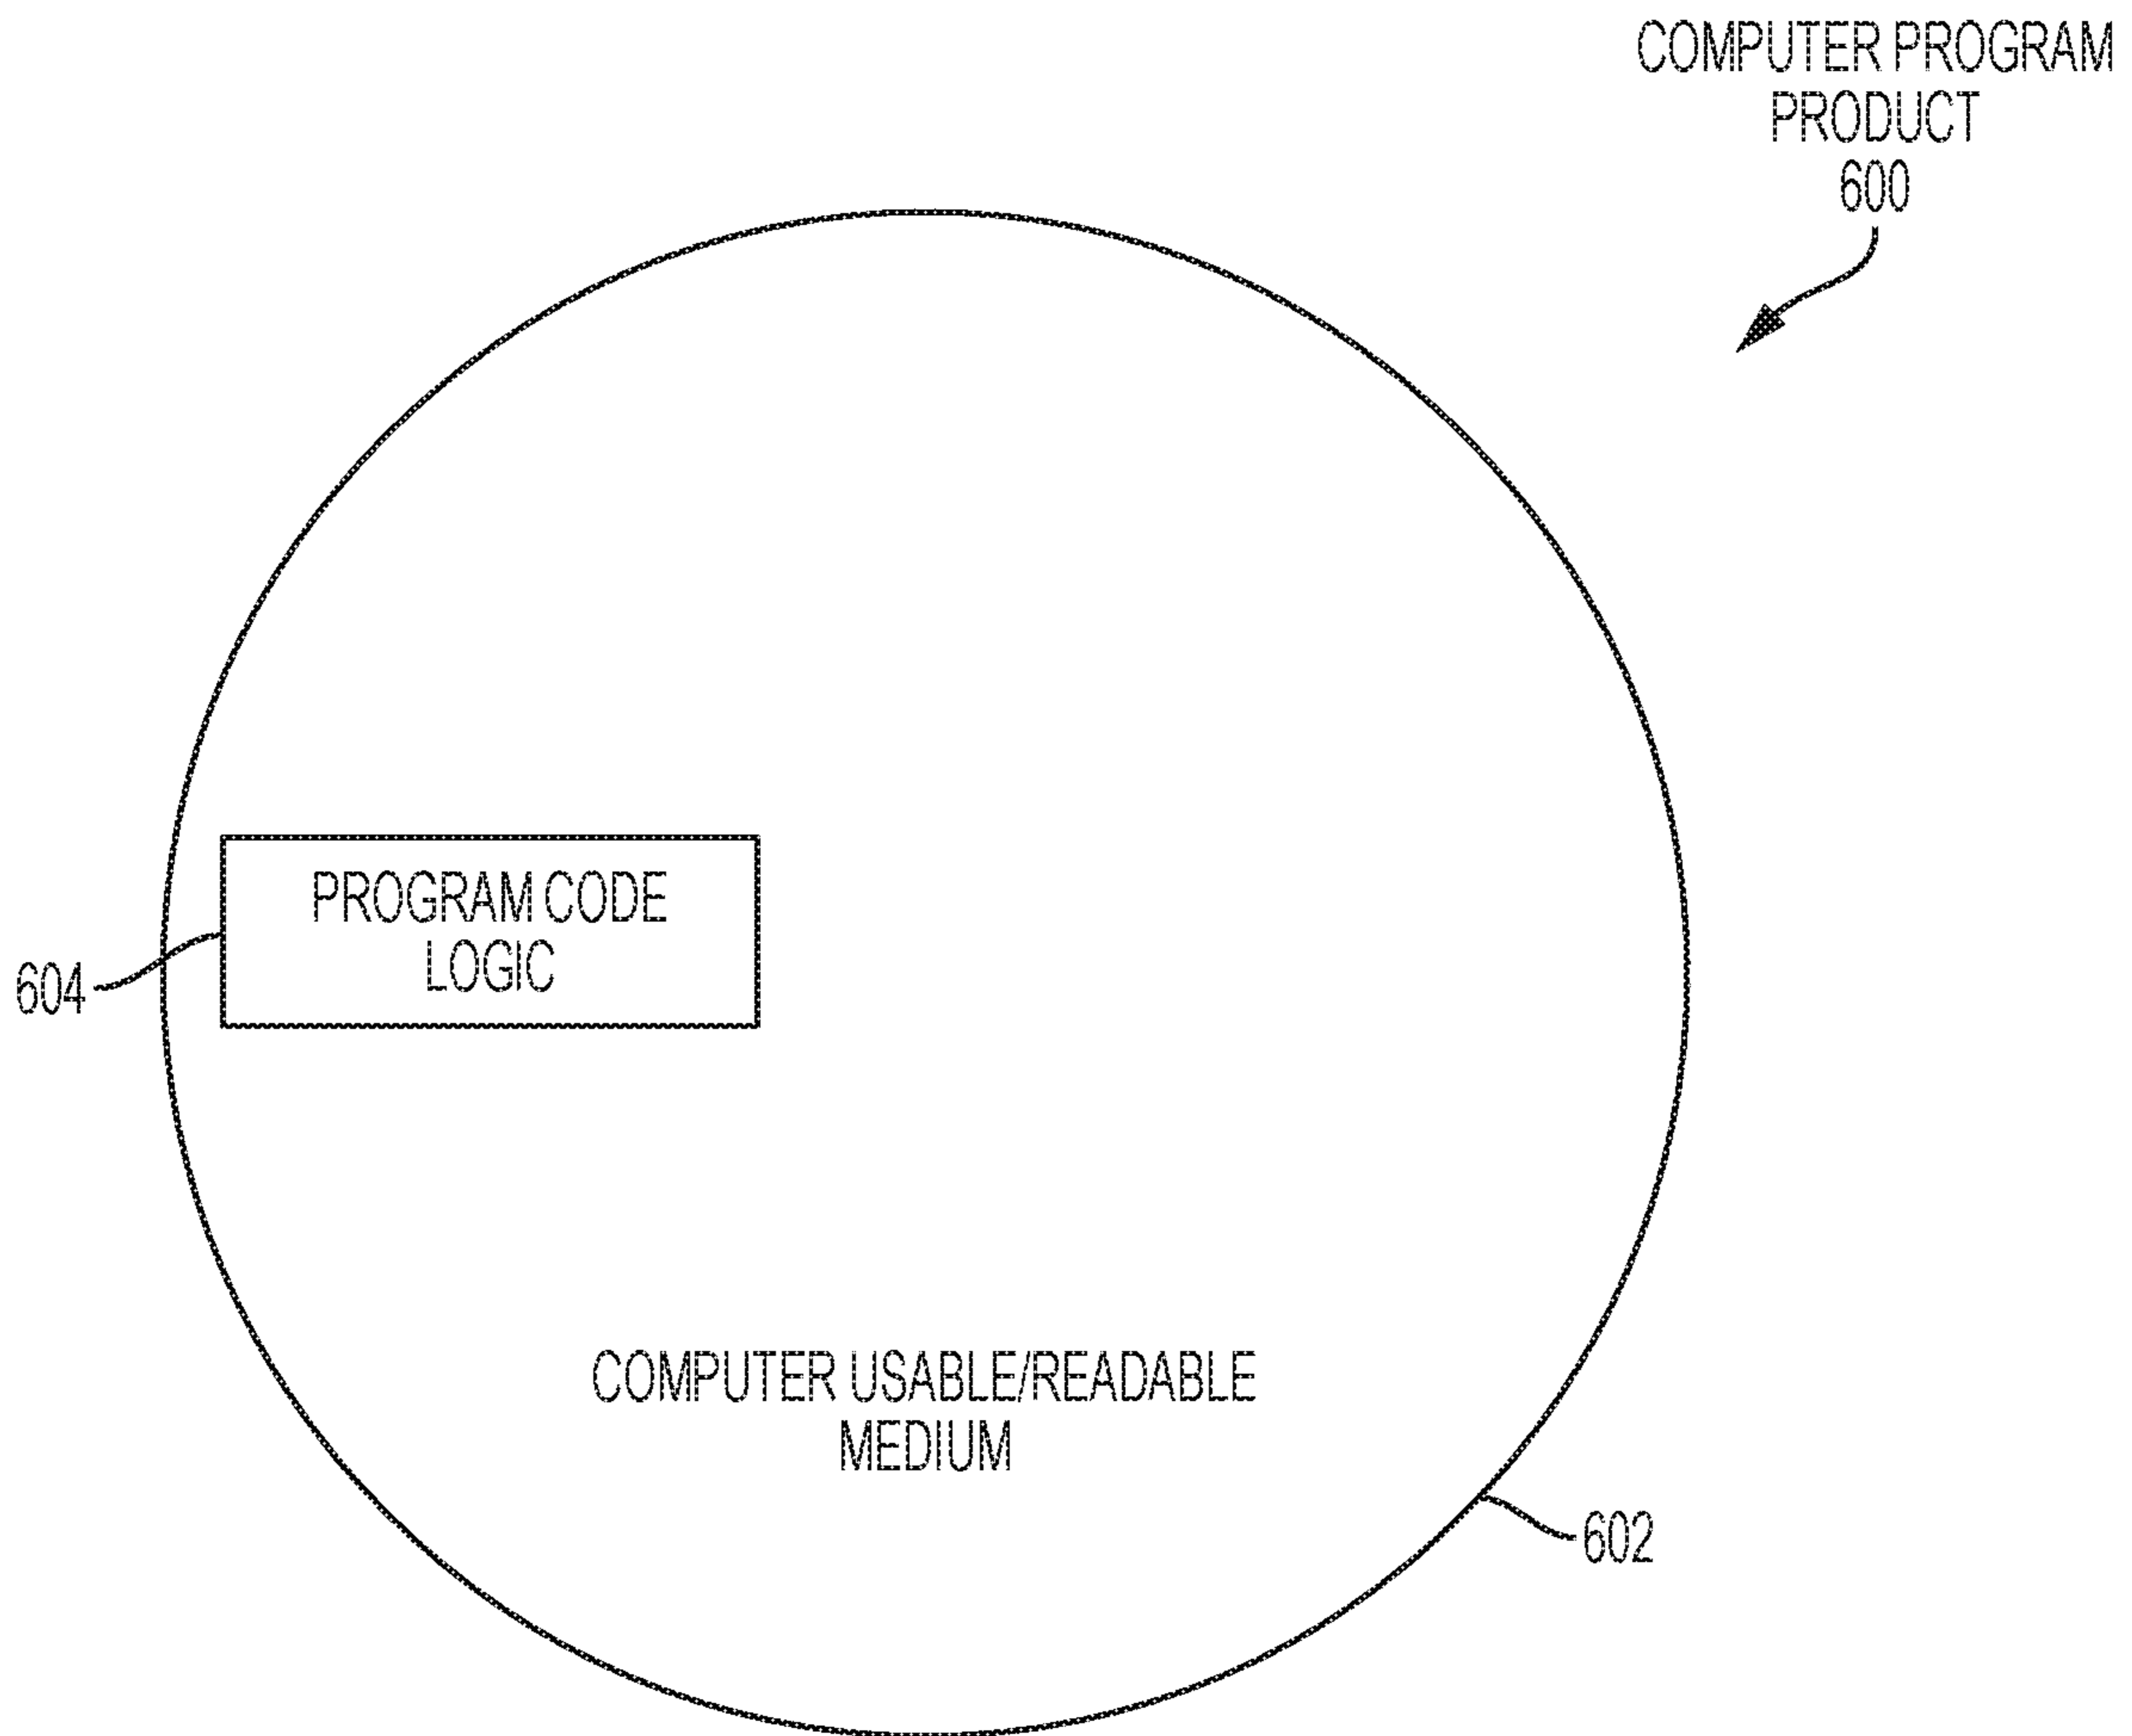 COMPUTER PROGRAM
PRODUCT
600
PROGRAM CODE
LOGIC
604
COMPUTER USABLE/READABLE
MEDIUM
602